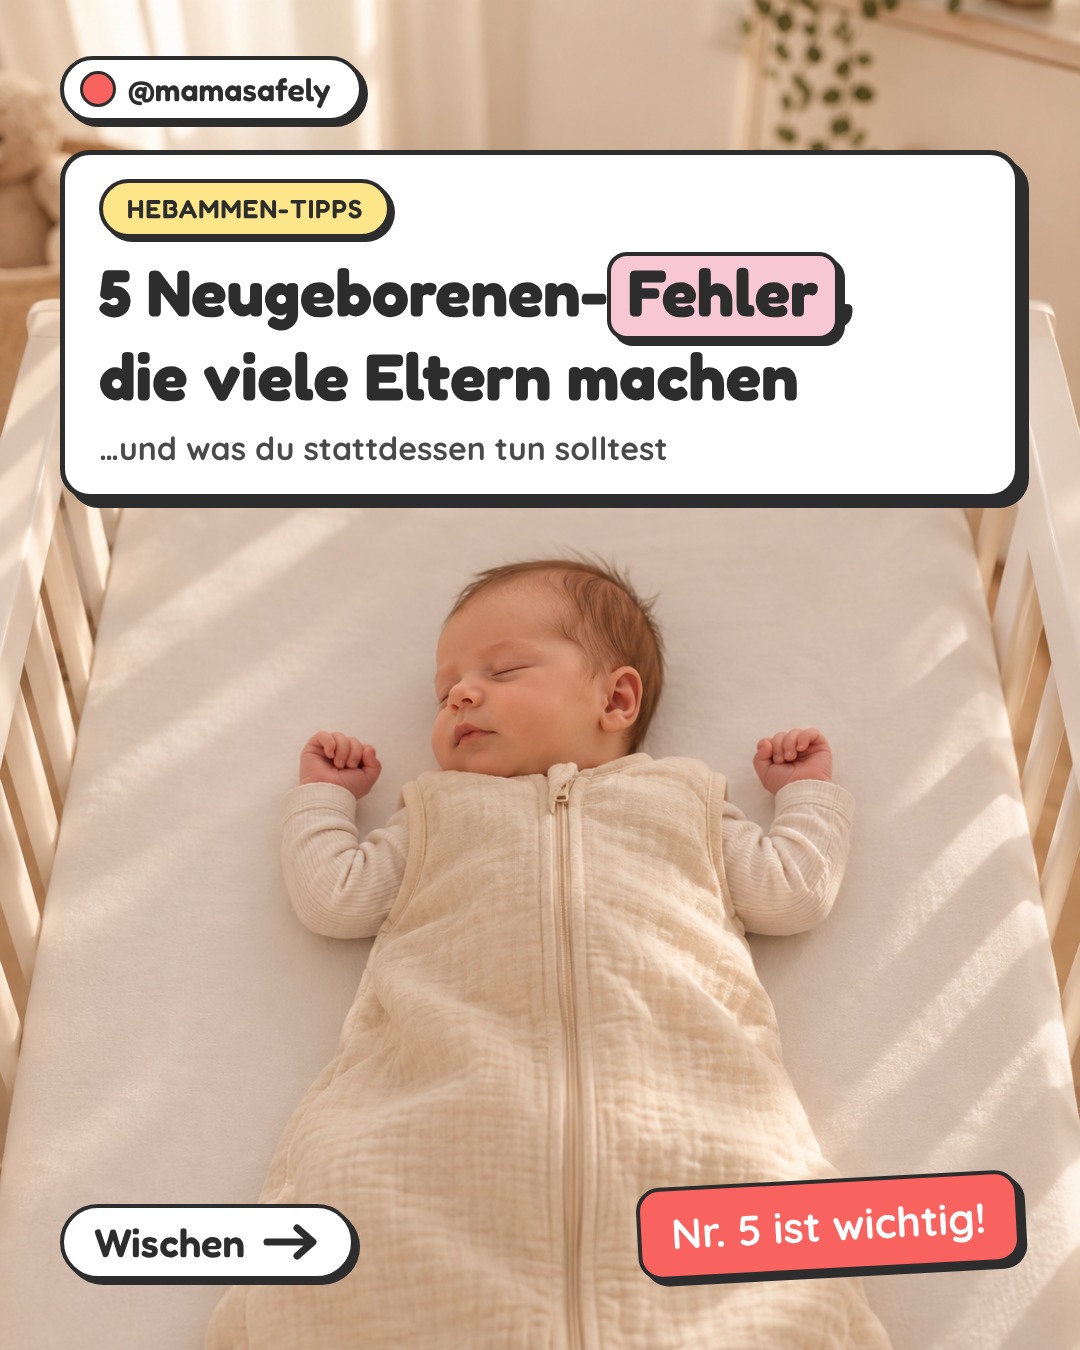 @mamasafely
HEBAMMEN-TIPPS
5 Neugeborenen-Fehler,
die viele Eltern machen
...und was du stattdessen tun solltest
Wischen →
Nr. 5 ist wichtig!